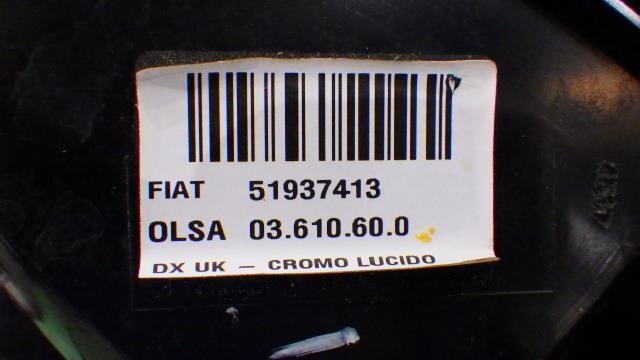 FIAT 51937413
OLSA 03.610.60.0
DX UK — CROMO LUCIDO